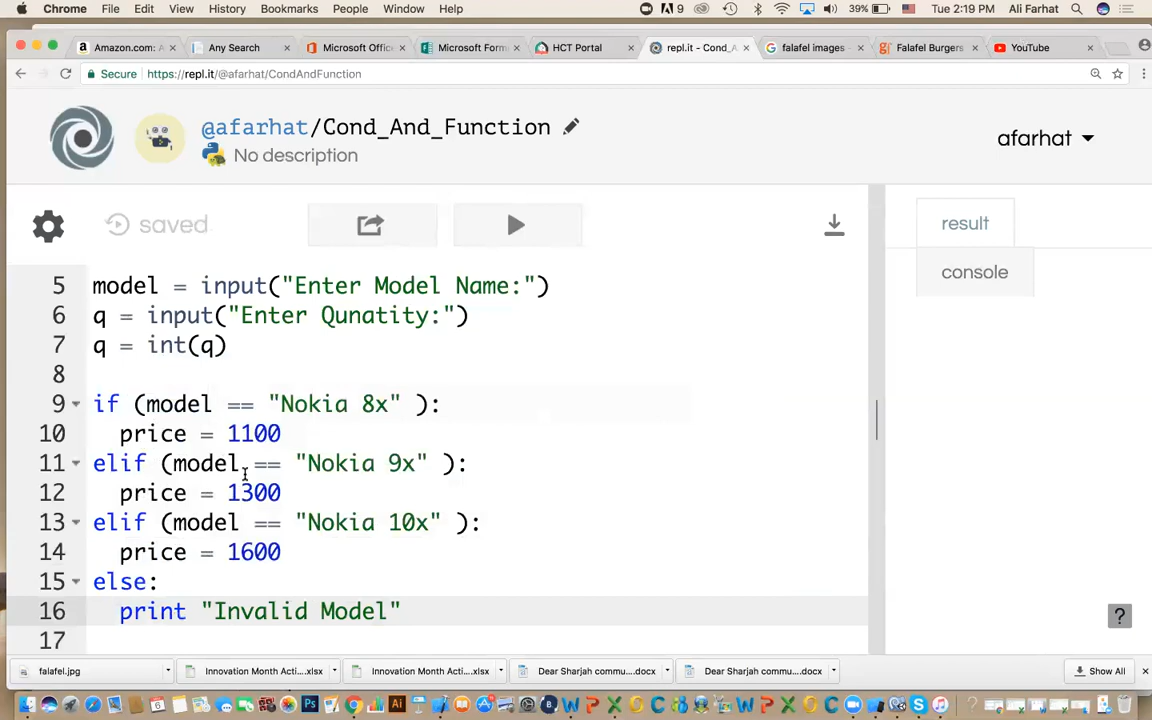 Chrome File Edit View History Bookmarks People Window Help 9 39% Tue 2:19 PM Ali Farhat
Amazon.com: A Any Search Microsoft Offic Microsoft Form HCT Portal repl.it - Cond_A falafel images - Falafel Burgers YouTube
Secure https://repl.it/@afarhat/CondAndFunction
@afarhat/Cond_And_Function
No description
afarhat
saved
result
console
5 model = input("Enter Model Name:")
6 q = input("Enter Qunatity:")
7 q = int(q)
8
9 if (model == "Nokia 8x" ):
10 price = 1100
11 elif (model == "Nokia 9x" ):
12 price = 1300
13 elif (model == "Nokia 10x" ):
14 price = 1600
15 else:
16 print "Invalid Model"
17
?
falafel.jpg Innovation Month Acti....xlsx Innovation Month Acti....xlsx Dear Sharjah commu....docx Dear Sharjah commu....docx Show All